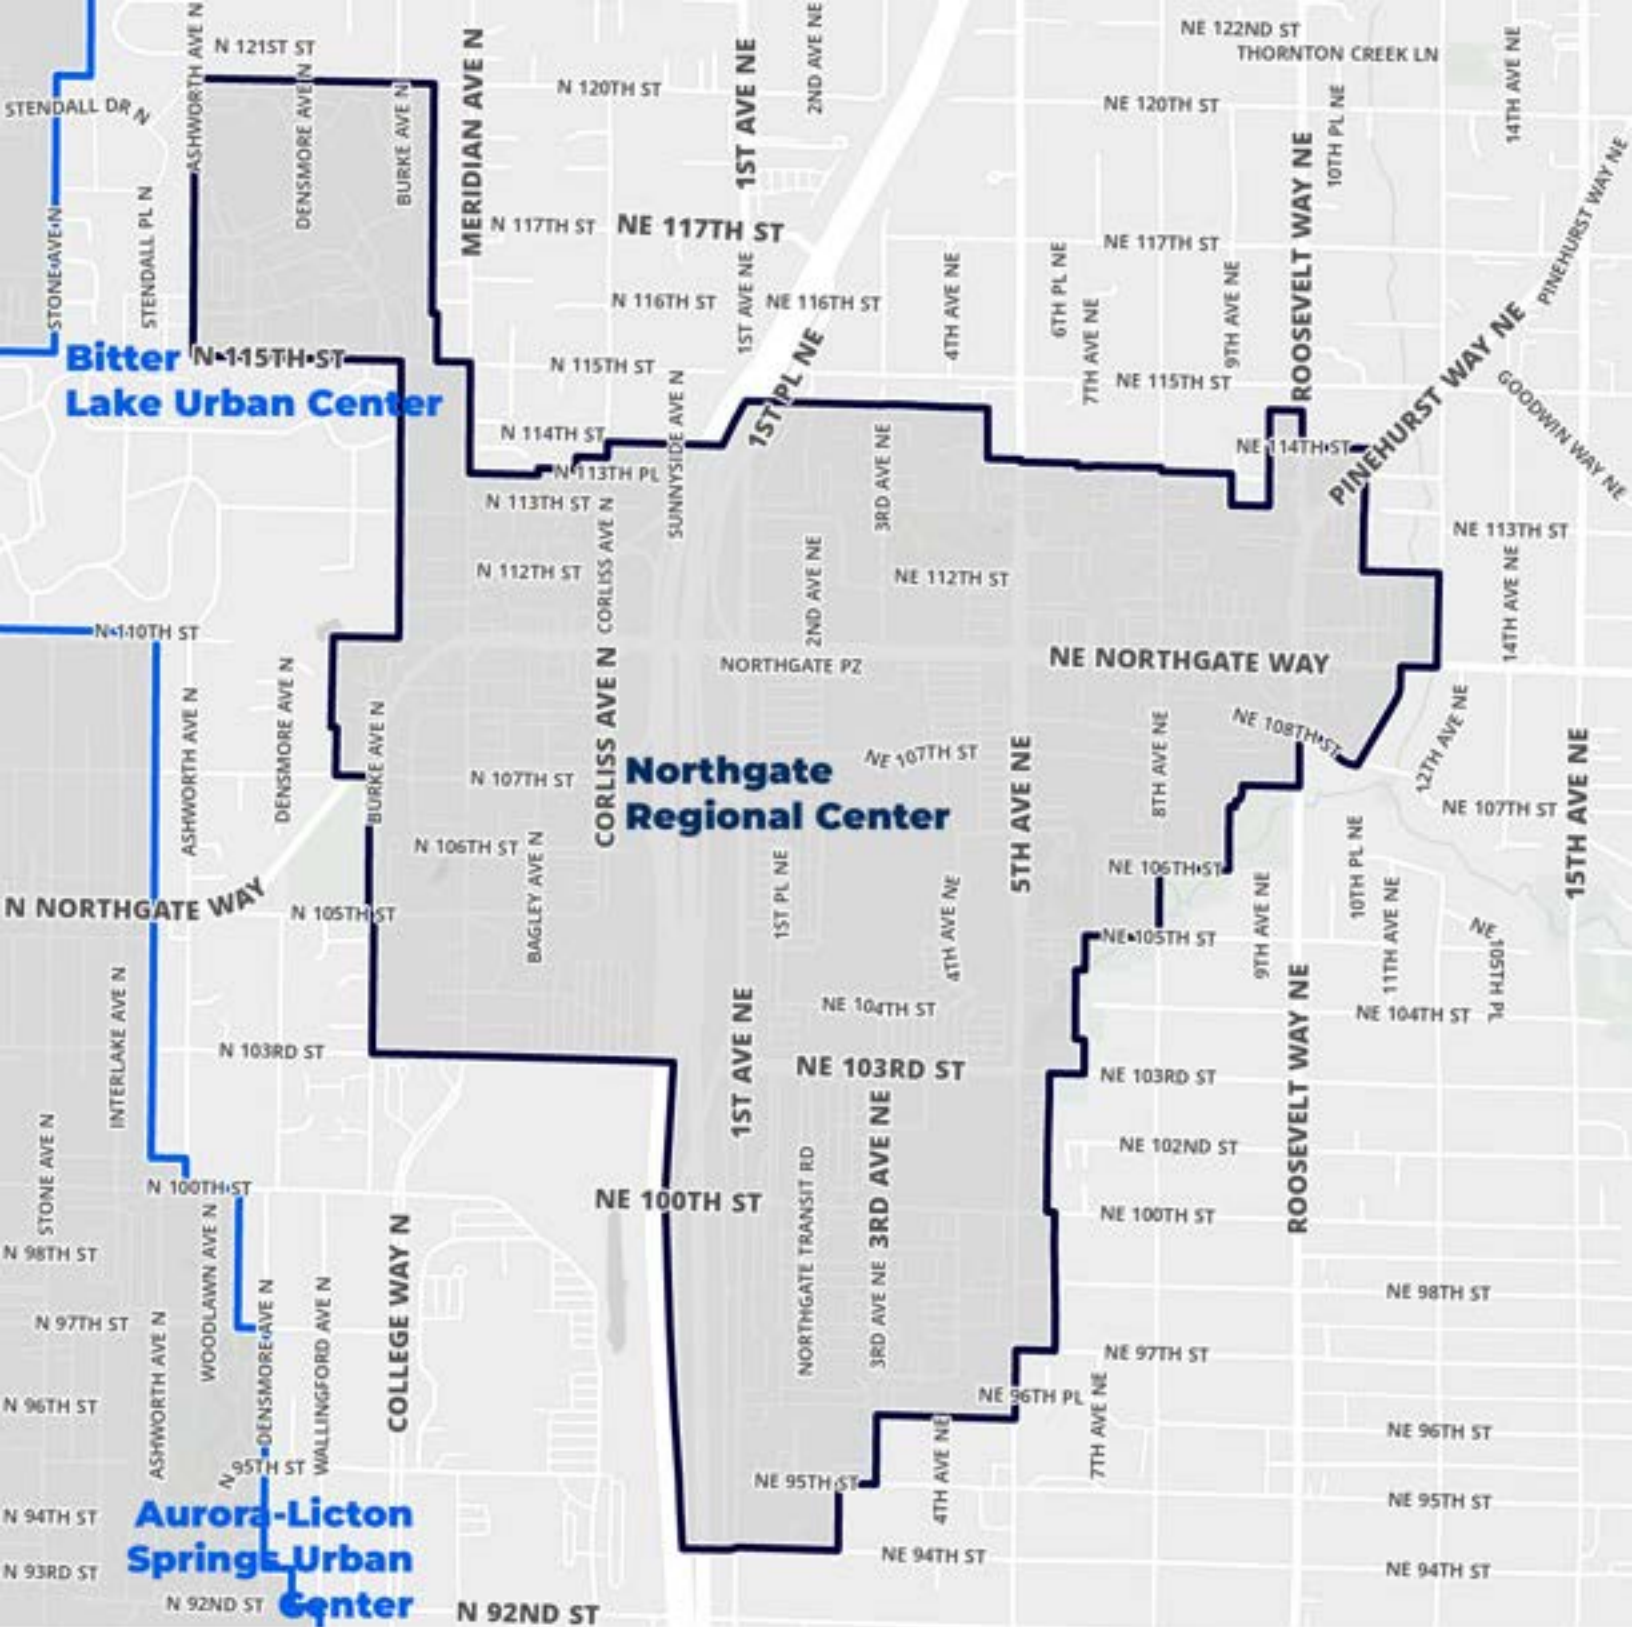 NE 122ND ST
THORNTON CREEK LN
N 121ST ST
N 120TH ST
STENDALL DR N
NE 120TH ST
ASHWORTH AVE N
DENSMORE AVE N
BURKE AVE N
MERIDIAN AVE N
1ST AVE NE
2ND AVE NE
10TH PL NE
14TH AVE NE
ROOSEVELT WAY NE
PINEHURST WAY NE
STENDALL PL N
STONE AVE N
N 117TH ST
NE 117TH ST
NE 117TH ST
1ST AVE NE
4TH AVE NE
6TH PL NE
7TH AVE NE
9TH AVE NE
N 116TH ST
NE 116TH ST
Bitter
Lake Urban Center
N 115TH ST
N 115TH ST
NE 115TH ST
1ST PL NE
PINEHURST WAY NE
GOODWIN WAY NE
N 114TH ST
NE 114TH ST
SUNNYSIDE AVE N
3RD AVE NE
N 113TH PL
N 113TH ST
NE 113TH ST
CORLISS AVE N
2ND AVE NE
N 112TH ST
NE 112TH ST
14TH AVE NE
N 110TH ST
NORTHGATE PZ
NE NORTHGATE WAY
ASHWORTH AVE N
DENSMORE AVE N
BURKE AVE N
CORLISS AVE N
NE 108TH ST
12TH AVE NE
8TH AVE NE
5TH AVE NE
15TH AVE NE
N 107TH ST
NE 107TH ST
NE 107TH ST
Northgate
Regional Center
N 106TH ST
NE 106TH ST
BAGLEY AVE N
1ST PL NE
4TH AVE NE
9TH AVE NE
10TH PL NE
11TH AVE NE
N NORTHGATE WAY
N 105TH ST
NE 105TH ST
NE 105TH PL
INTERLAKE AVE N
1ST AVE NE
NE 104TH ST
NE 104TH ST
ROOSEVELT WAY NE
N 103RD ST
NE 103RD ST
NE 103RD ST
STONE AVE N
3RD AVE NE
NORTHGATE TRANSIT RD
NE 102ND ST
N 100TH ST
NE 100TH ST
NE 100TH ST
WOODLAWN AVE N
COLLEGE WAY N
3RD AVE NE
N 98TH ST
NE 98TH ST
N 97TH ST
NE 97TH ST
ASHWORTH AVE N
DENSMORE AVE N
WALLINGFORD AVE N
NE 96TH PL
7TH AVE NE
N 96TH ST
NE 96TH ST
4TH AVE NE
N 95TH ST
NE 95TH ST
NE 95TH ST
N 94TH ST
NE 94TH ST
NE 94TH ST
Aurora-Licton
Springs Urban
Center
N 93RD ST
N 92ND ST
N 92ND ST